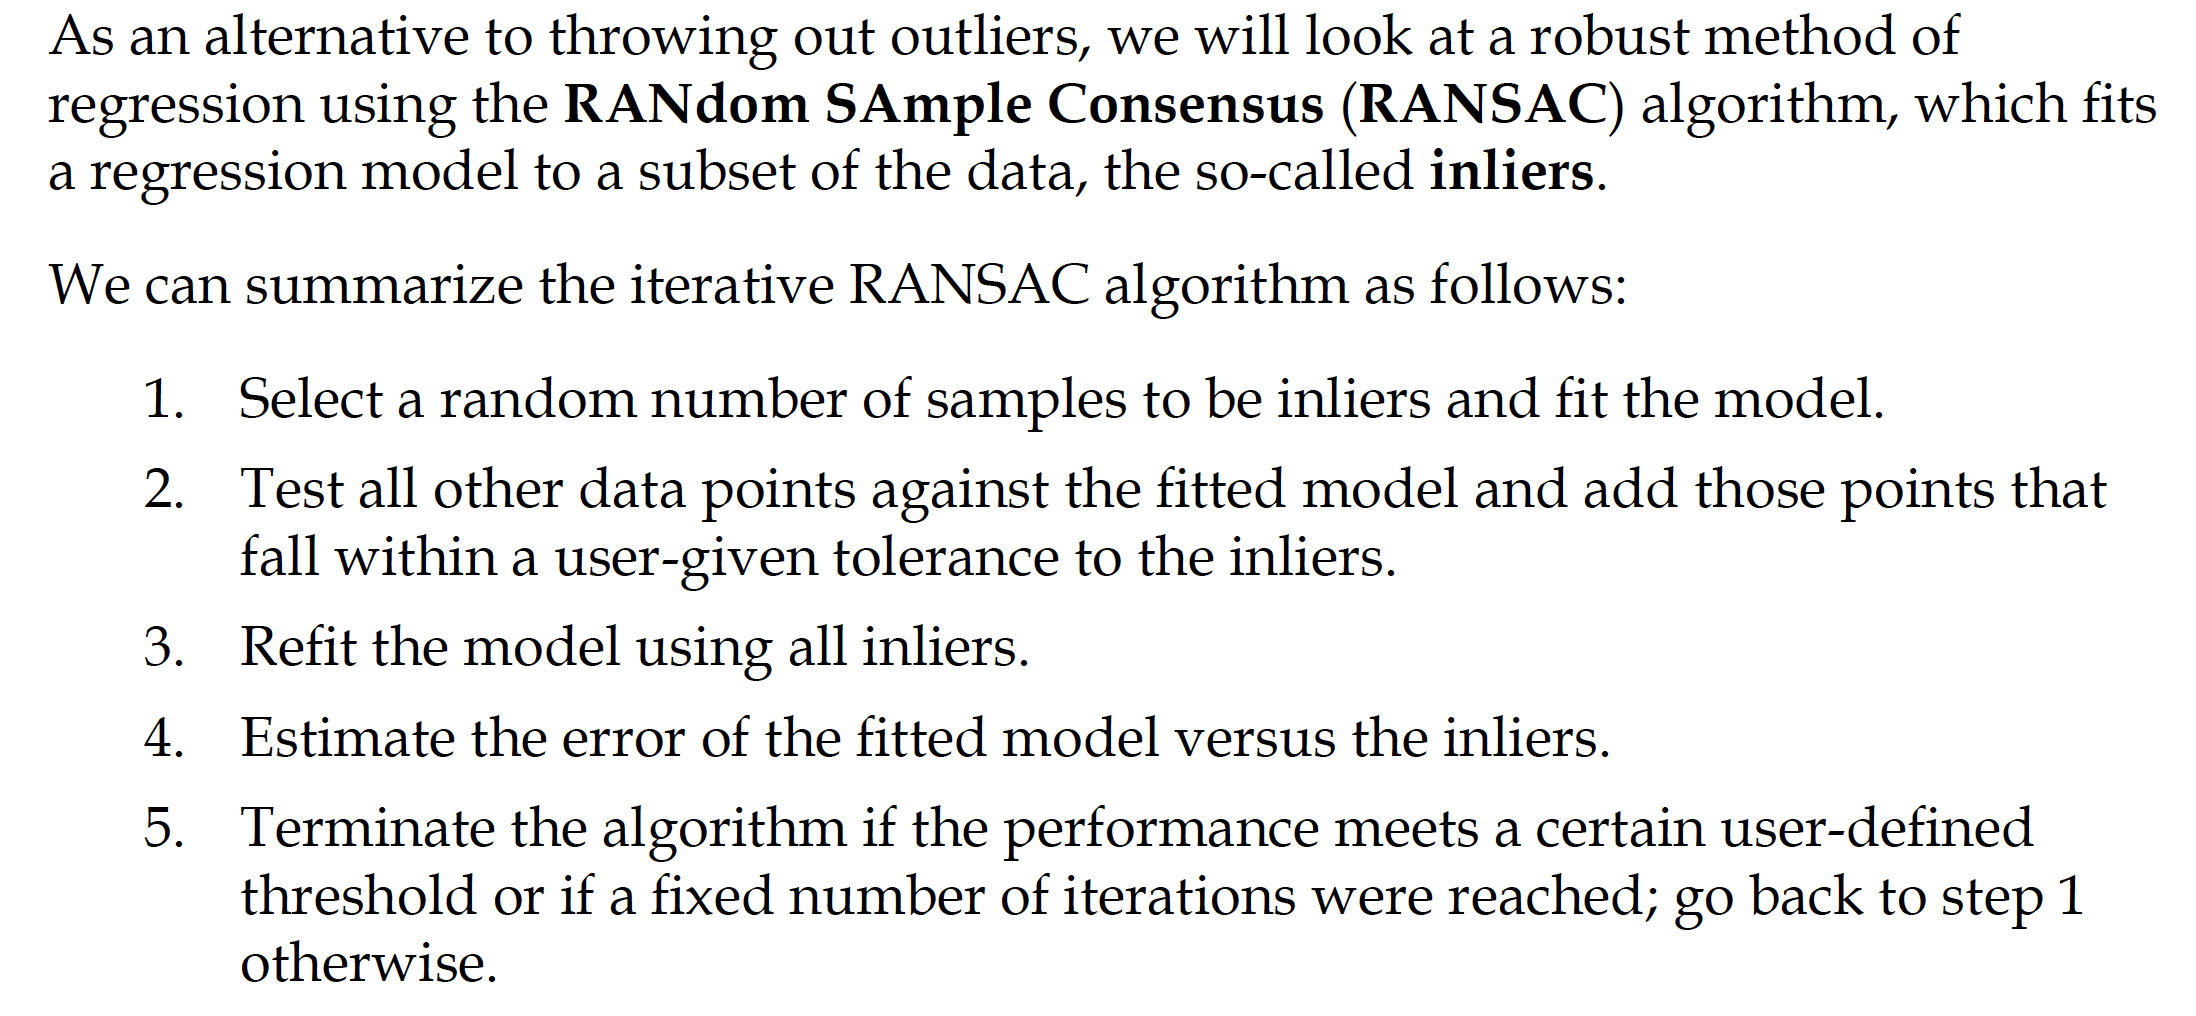 As an alternative to throwing out outliers, we will look at a robust method of
regression using the RANdom SAmple Consensus (RANSAC) algorithm, which fits
a regression model to a subset of the data, the so-called inliers.
We can summarize the iterative RANSAC algorithm as follows:
1. Select a random number of samples to be inliers and fit the model.
2. Test all other data points against the fitted model and add those points that
fall within a user-given tolerance to the inliers.
3. Refit the model using all inliers.
4. Estimate the error of the fitted model versus the inliers.
5. Terminate the algorithm if the performance meets a certain user-defined
threshold or if a fixed number of iterations were reached; go back to step 1
otherwise.